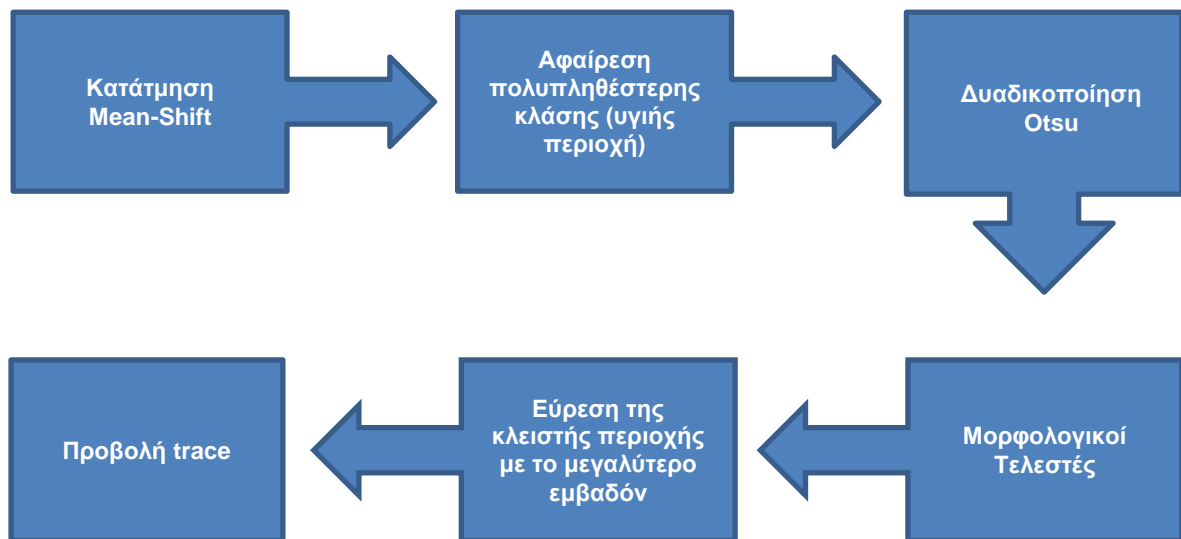 Κατάτμηση
Mean-Shift
Αφαίρεση
πολυπληθέστερης
κλάσης (υγιής
περιοχή)
Δυαδικοποίηση
Otsu
Μορφολογικοί
Τελεστές
Εύρεση της
κλειστής περιοχής
με το μεγαλύτερο
εμβαδόν
Προβολή trace